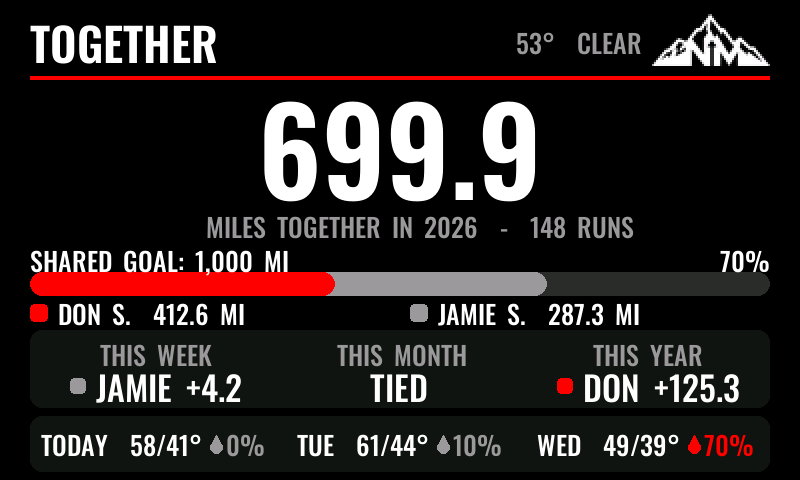 TOGETHER 53° CLEAR NM
699.9
MILES TOGETHER IN 2026 - 148 RUNS
SHARED GOAL: 1,000 MI 70%
DON S. 412.6 MI JAMIE S. 287.3 MI
THIS WEEK THIS MONTH THIS YEAR
JAMIE +4.2 TIED DON +125.3
TODAY 58/41° 0% TUE 61/44° 10% WED 49/39° 70%